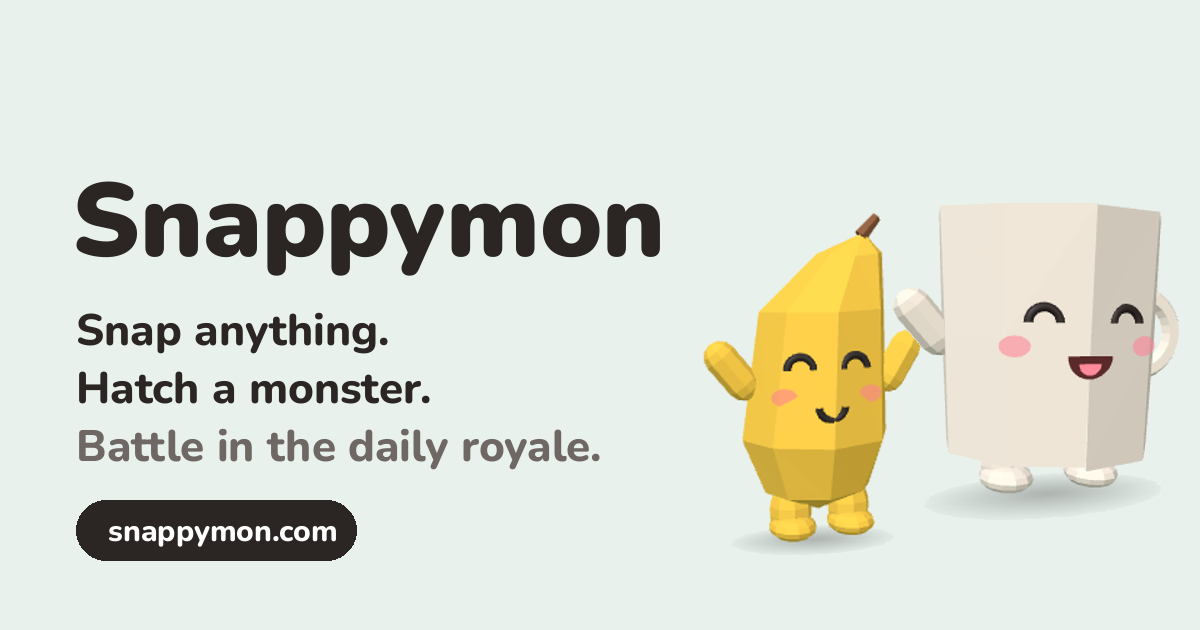 Snappymon
Snap anything.
Hatch a monster.
Battle in the daily royale.
snappymon.com